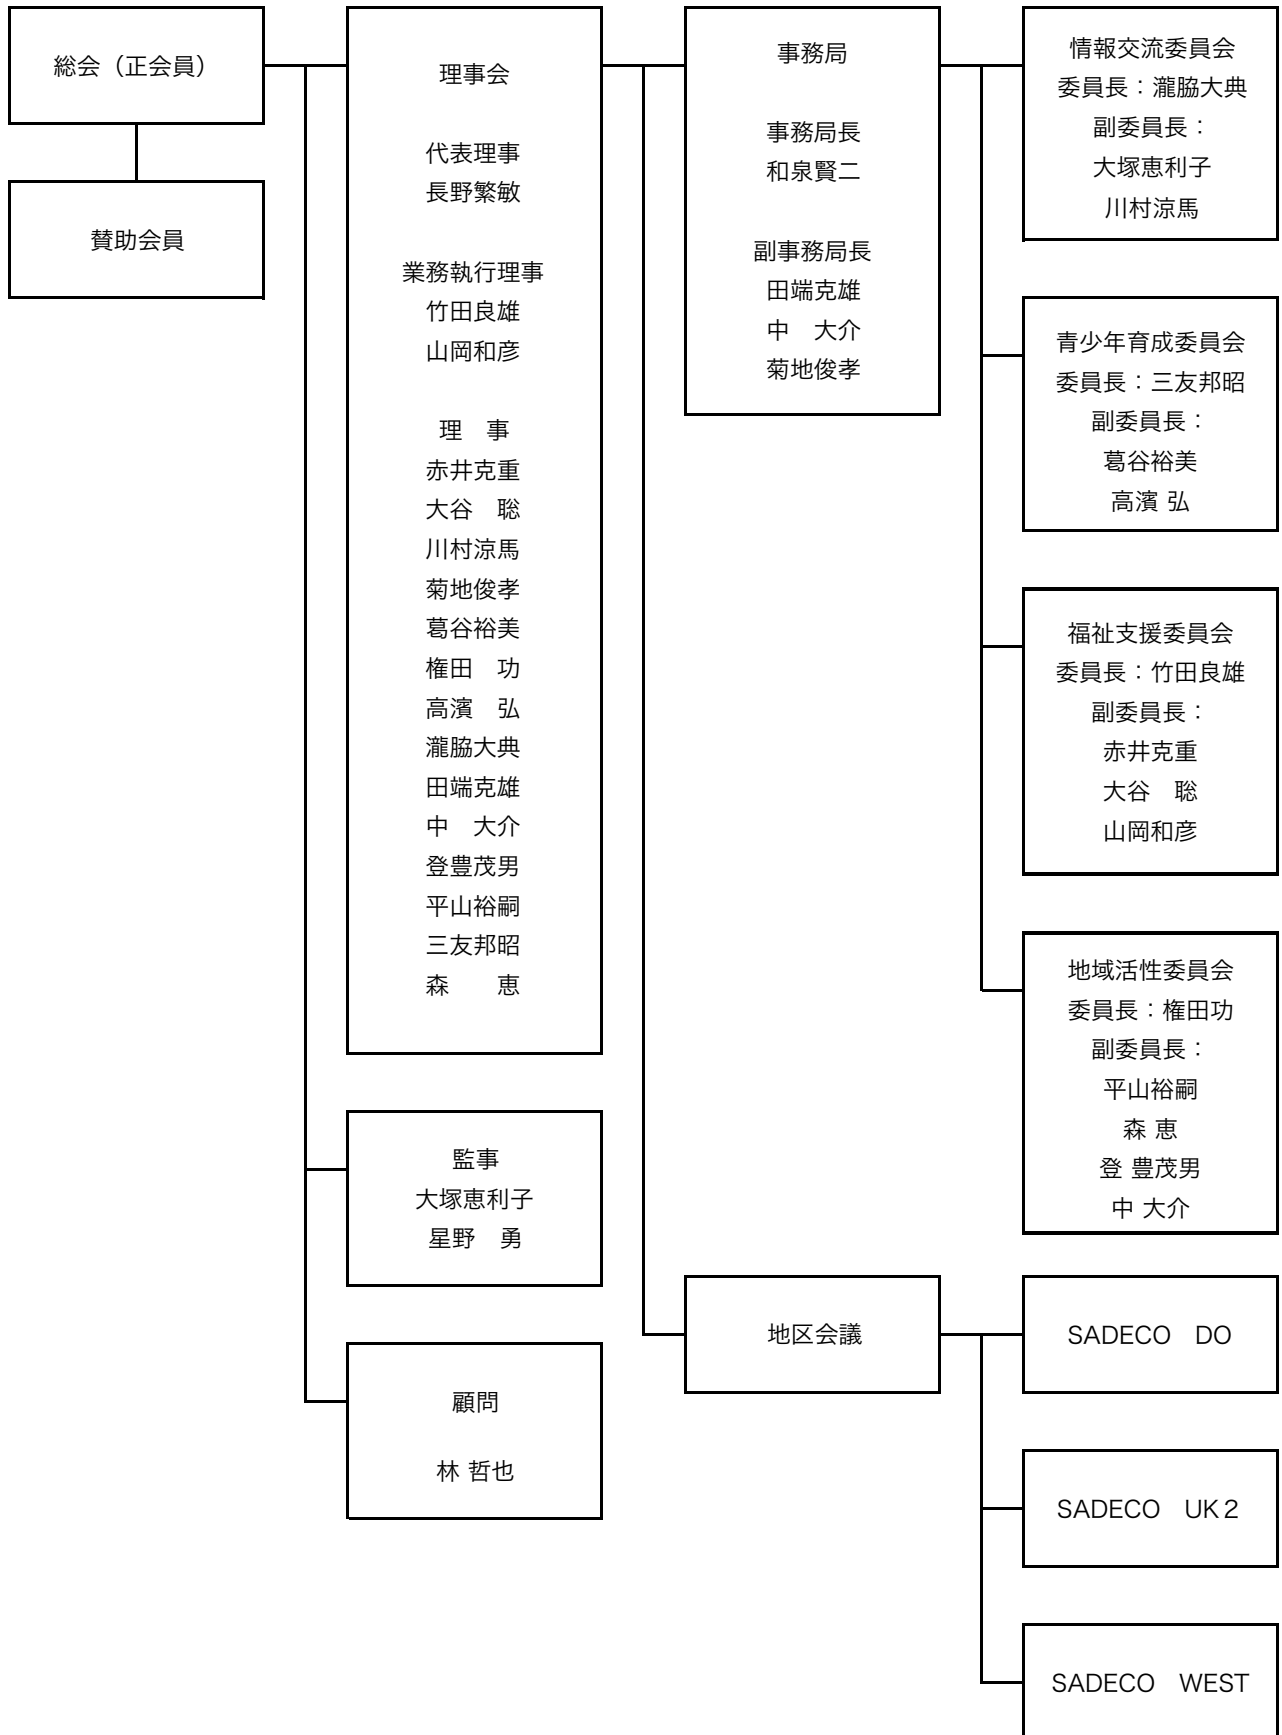 総会（正会員）
賛助会員
理事会
代表理事
長野繁敏
業務執行理事
竹田良雄
山岡和彦
理　事
赤井克重
大谷　聡
川村涼馬
菊地俊孝
葛谷裕美
権田　功
高濱　弘
瀧脇大典
田端克雄
中　大介
登豊茂男
平山裕嗣
三友邦昭
森　　恵
監事
大塚恵利子
星野　勇
顧問
林 哲也
事務局
事務局長
和泉賢二
副事務局長
田端克雄
中　大介
菊地俊孝
地区会議
情報交流委員会
委員長：瀧脇大典
副委員長：
大塚恵利子
川村涼馬
青少年育成委員会
委員長：三友邦昭
副委員長：
葛谷裕美
高濱 弘
福祉支援委員会
委員長：竹田良雄
副委員長：
赤井克重
大谷　聡
山岡和彦
地域活性委員会
委員長：権田功
副委員長：
平山裕嗣
森 恵
登 豊茂男
中 大介
SADECO　DO
SADECO　UK２
SADECO　WEST